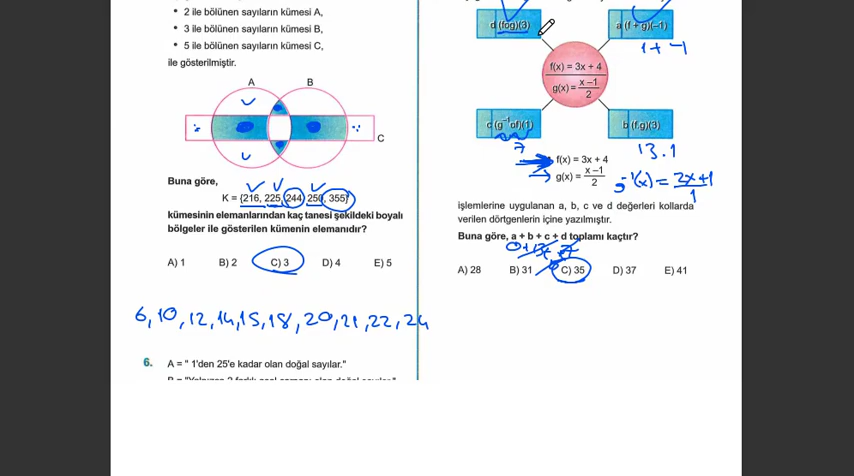 • 2 ile bölünen sayıların kümesi A,
• 3 ile bölünen sayıların kümesi B,
• 5 ile bölünen sayıların kümesi C,
ile gösterilmiştir.
A B
C
Buna göre,
K = {216, 225, 244, 250, 355}
kümesinin elemanlarından kaç tanesi şekildeki boyalı
bölgeler ile gösterilen kümenin elemanıdır?
A) 1 B) 2 C) 3 D) 4 E) 5
6, 10, 12, 14, 15, 18, 20, 21, 22, 24
6. A = " 1'den 25'e kadar olan doğal sayılar."
d (fog)(3) a (f + g)(–1)
1 + -1
f(x) = 3x + 4
g(x) = x –1 / 2
c (g⁻¹of)(1) b (f.g)(3)
7 13.1
f(x) = 3x + 4
g(x) = x –1 / 2
g⁻¹(x) = 2x+1 / 1
işlemlerine uygulanan a, b, c ve d değerleri kollarda
verilen dörtgenlerin içine yazılmıştır.
Buna göre, a + b + c + d toplamı kaçtır?
A) 28 B) 31 C) 35 D) 37 E) 41